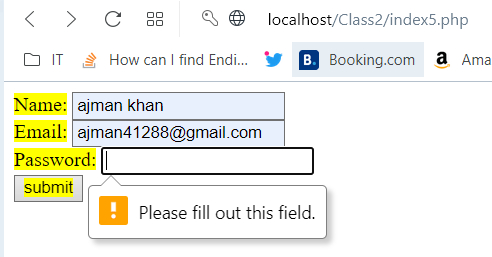 localhost/Class2/index5.php
IT How can I find Endi... B. Booking.com a Ama
Name: ajman khan
Email: ajman41288@gmail.com
Password:
submit
! Please fill out this field.